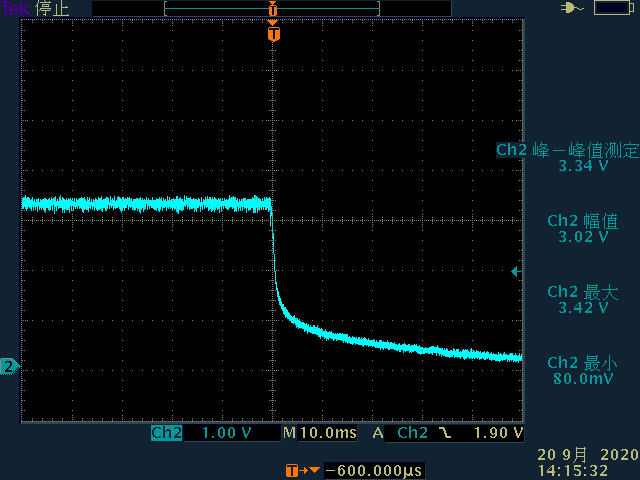 Tek 停止
T
T
Ch2 峰－峰值测定
3.34 V
Ch2 幅值
3.02 V
Ch2 最大
3.42 V
Ch2 最小
80.0mV
2
Ch2 1.00 V M 10.0ms A Ch2 1.90 V
20 9月 2020
14:15:32
T -600.000µs